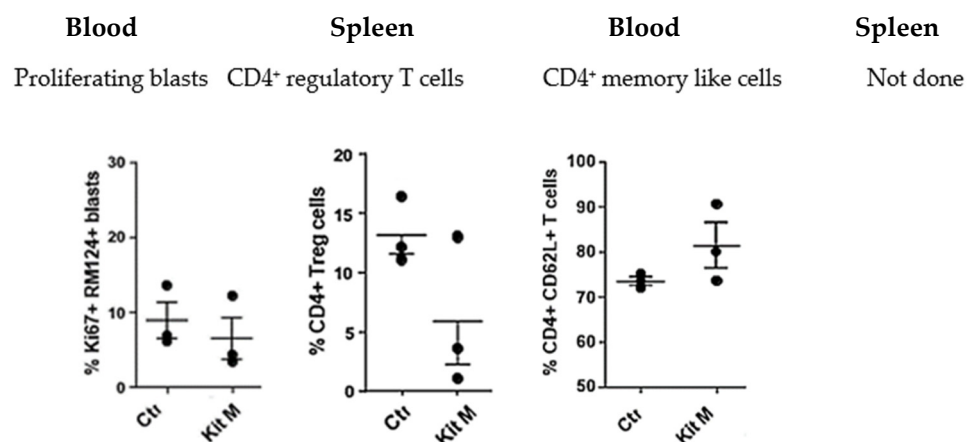 Blood Spleen Blood Spleen
Proliferating blasts CD4⁺ regulatory T cells CD4⁺ memory like cells Not done
% Ki67+ RM124+ blasts
30
20
10
0
Ctr
Kit M
% CD4+ Treg cells
20
15
10
5
0
Ctr
Kit M
% CD4+ CD62L+ T cells
100
90
80
70
60
50
Ctr
Kit M